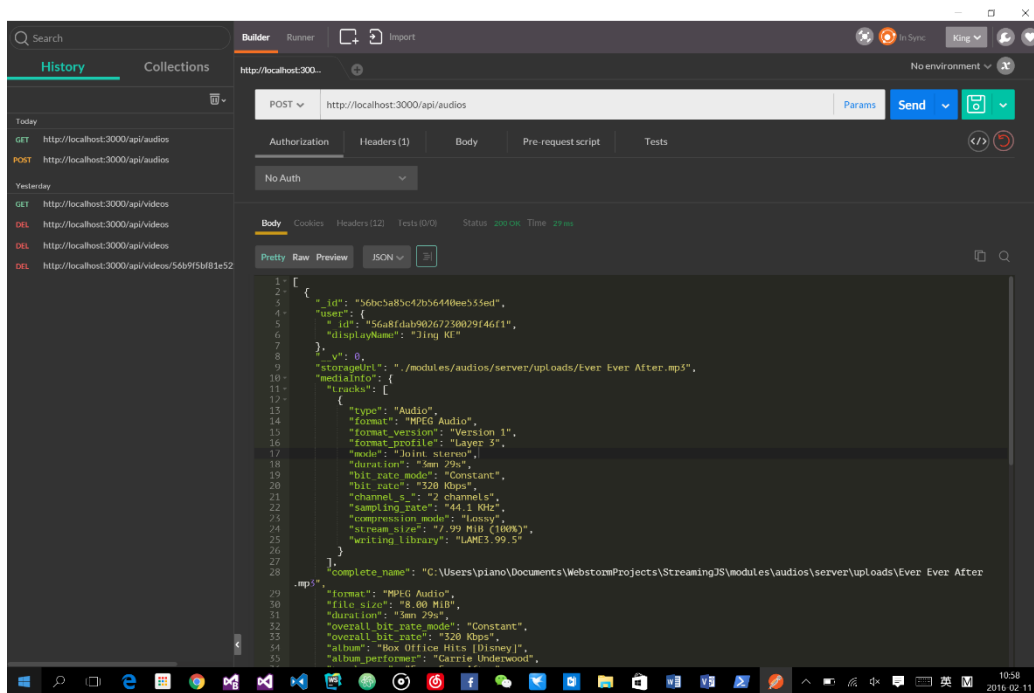 Search
Builder Runner Import In Sync King
History Collections
http://localhost:300... No environment
POST http://localhost:3000/api/audios Params Send
Today
GET http://localhost:3000/api/audios
POST http://localhost:3000/api/audios
Yesterday
GET http://localhost:3000/api/videos
DEL http://localhost:3000/api/videos
DEL http://localhost:3000/api/videos
DEL http://localhost:3000/api/videos/56b9f5bf81e52
Authorization Headers (1) Body Pre-request script Tests
No Auth
Body Cookies Headers (12) Tests (0/0) Status 200 OK Time 29 ms
Pretty Raw Preview JSON
1 [
2 {
3 "_id": "56bc5a85c42b56440ee533ed",
4 "user": {
5 "_id": "56a8fdab90267230029f46f1",
6 "displayName": "Jing KE"
7 },
8 "__v": 0,
9 "storageUrl": "./modules/audios/server/uploads/Ever Ever After.mp3",
10 "mediaInfo": {
11 "tracks": [
12 {
13 "type": "Audio",
14 "format": "MPEG Audio",
15 "format_version": "Version 1",
16 "format_profile": "Layer 3",
17 "mode": "Joint stereo",
18 "duration": "3mn 29s",
19 "bit_rate_mode": "Constant",
20 "bit_rate": "320 Kbps",
21 "channel_s_": "2 channels",
22 "sampling_rate": "44.1 KHz",
23 "compression_mode": "Lossy",
24 "stream_size": "7.99 MiB (100%)",
25 "writing_library": "LAME3.99.5"
26 }
27 ],
28 "complete_name": "C:\Users\piano\Documents\WebstormProjects\StreamingJS\modules\audios\server\uploads\Ever Ever After
.mp3",
29 "format": "MPEG Audio",
30 "file_size": "8.00 MiB",
31 "duration": "3mn 29s",
32 "overall_bit_rate_mode": "Constant",
33 "overall_bit_rate": "320 Kbps",
34 "album": "Box Office Hits [Disney]",
35 "album_performer": "Carrie Underwood",
英 M 10:58